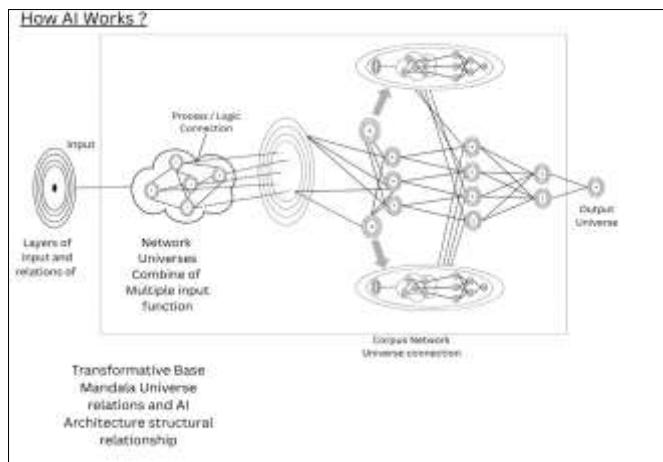 How AI Works ?
Process / Logic
Connection
Input
Layers of
Input and
relations of
Network
Universes
Combine of
Multiple input
function
Output
Universe
Corpus Network
Universe connection
Transformative Base
Mandala Universe
relations and AI
Architecture structural
relationship